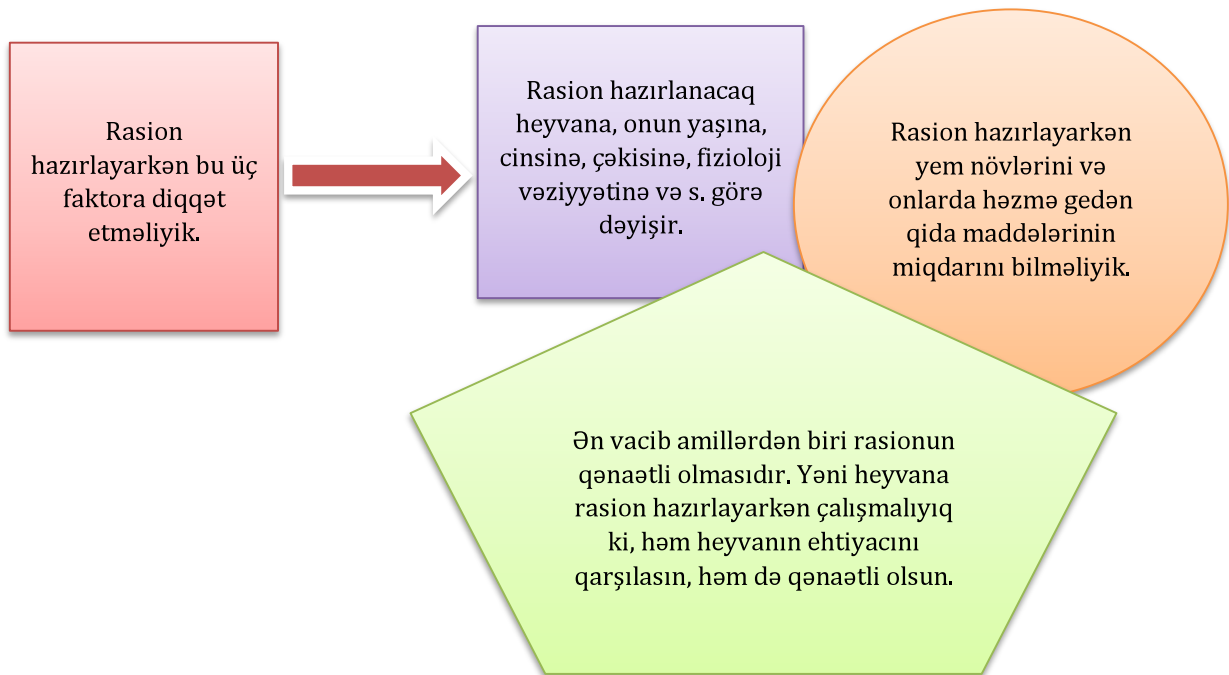 Rasion
hazırlayarkən bu üç
faktora diqqət
etməliyik.
Rasion hazırlanacaq
heyvana, onun yaşına,
cinsinə, çəkisinə, fizioloji
vəziyyətinə və s. görə
dəyişir.
Rasion hazırlayarkən
yem növlərini və
onlarda həzmə gedən
qida maddələrinin
miqdarını bilməliyik.
Ən vacib amillərdən biri rasionun
qənaətli olmasıdır. Yəni heyvana
rasion hazırlayarkən çalışmalıyıq
ki, həm heyvanın ehtiyacını
qarşılasın, həm də qənaətli olsun.